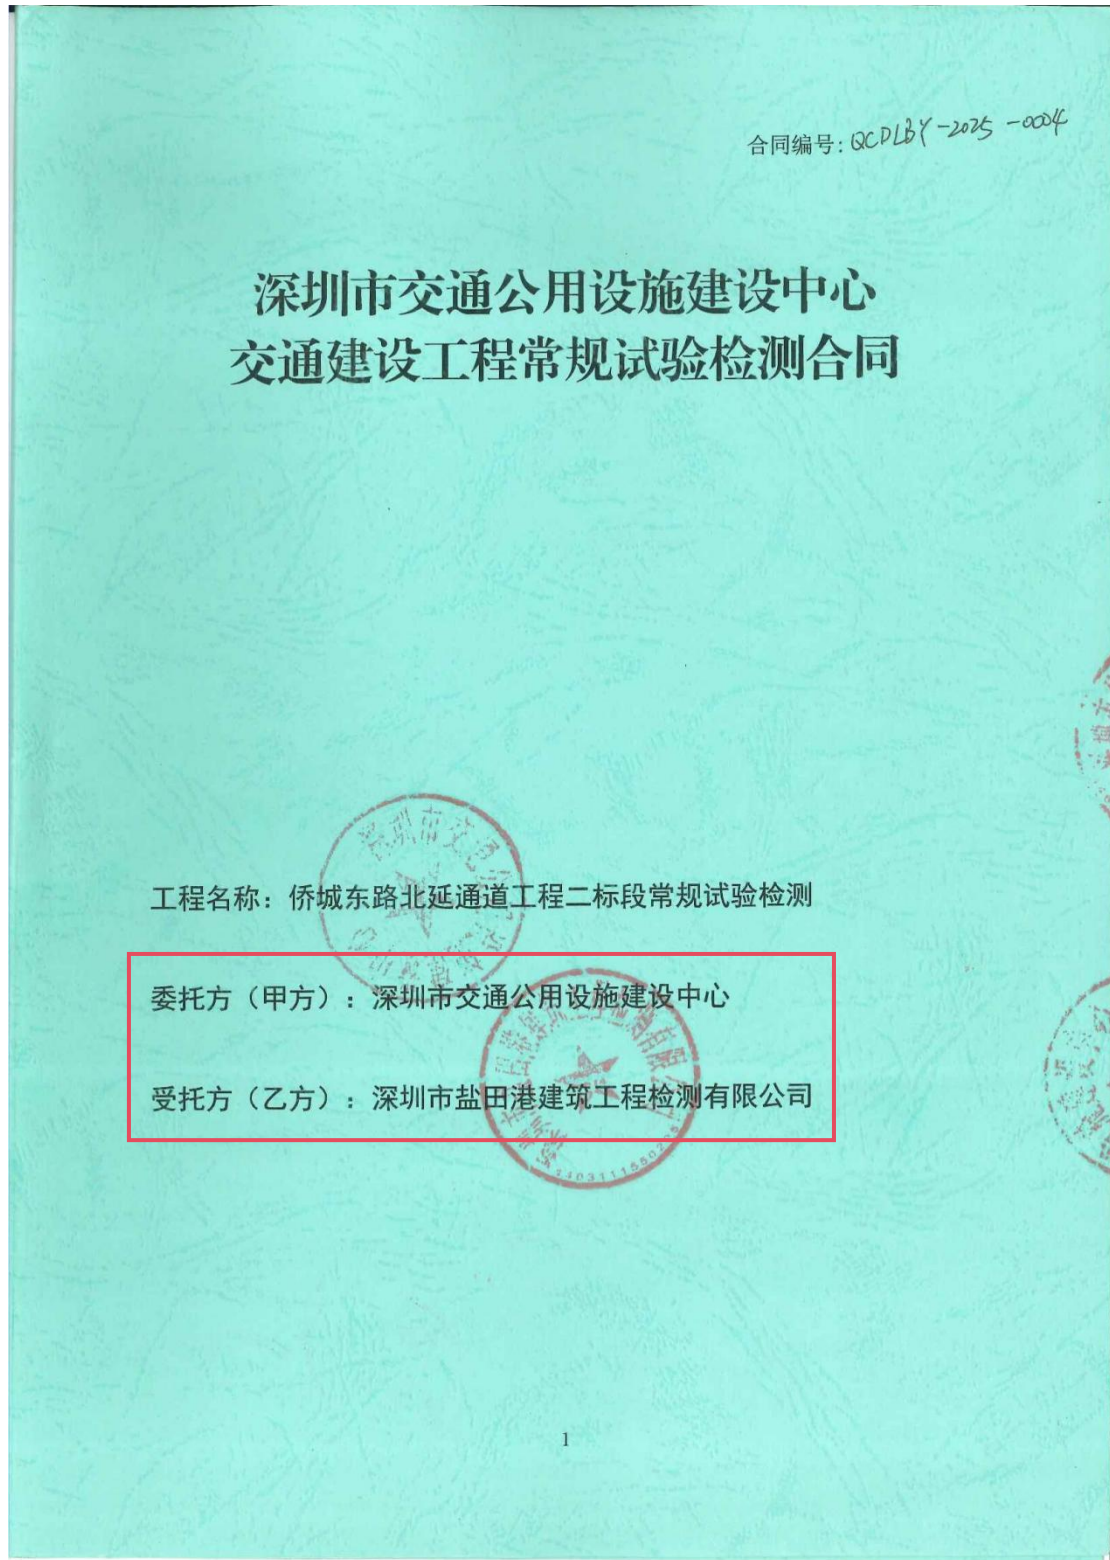 合同编号：QCDLBY-2025-0004
深圳市交通公用设施建设中心
交通建设工程常规试验检测合同
工程名称：侨城东路北延通道工程二标段常规试验检测
委托方（甲方）：深圳市交通公用设施建设中心
受托方（乙方）：深圳市盐田港建筑工程检测有限公司
1